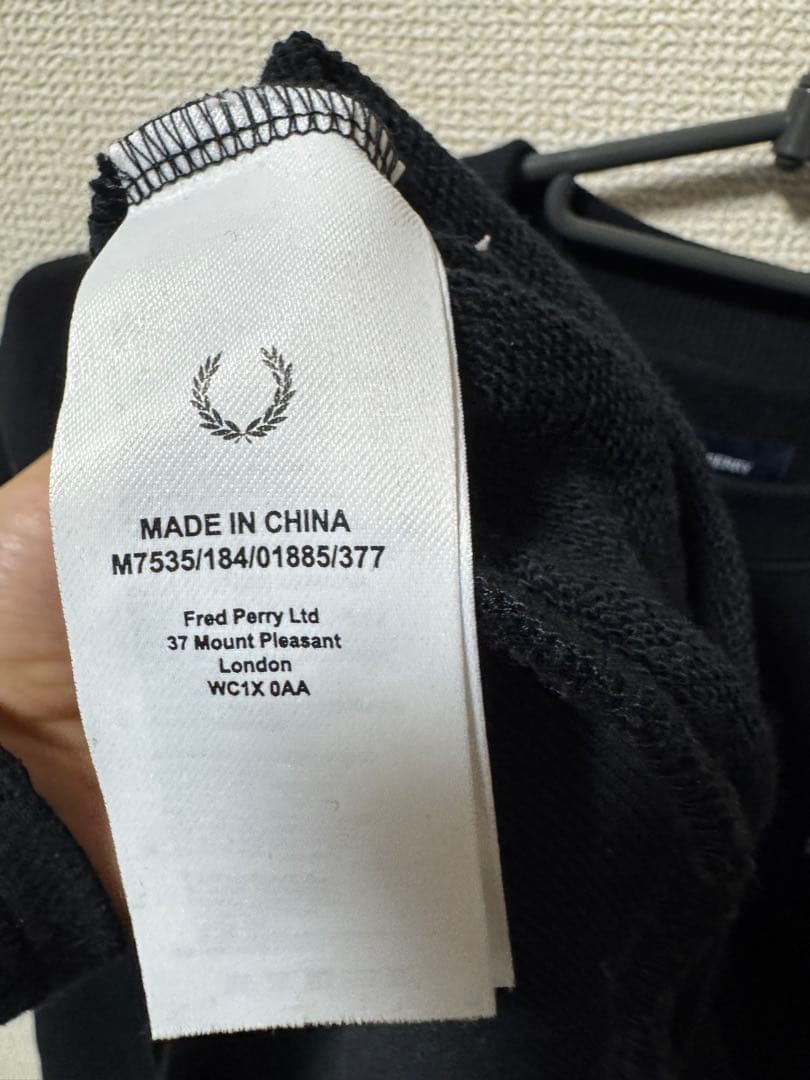 MADE IN CHINA
M7535/184/01885/377
Fred Perry Ltd
37 Mount Pleasant
London
WC1X 0AA